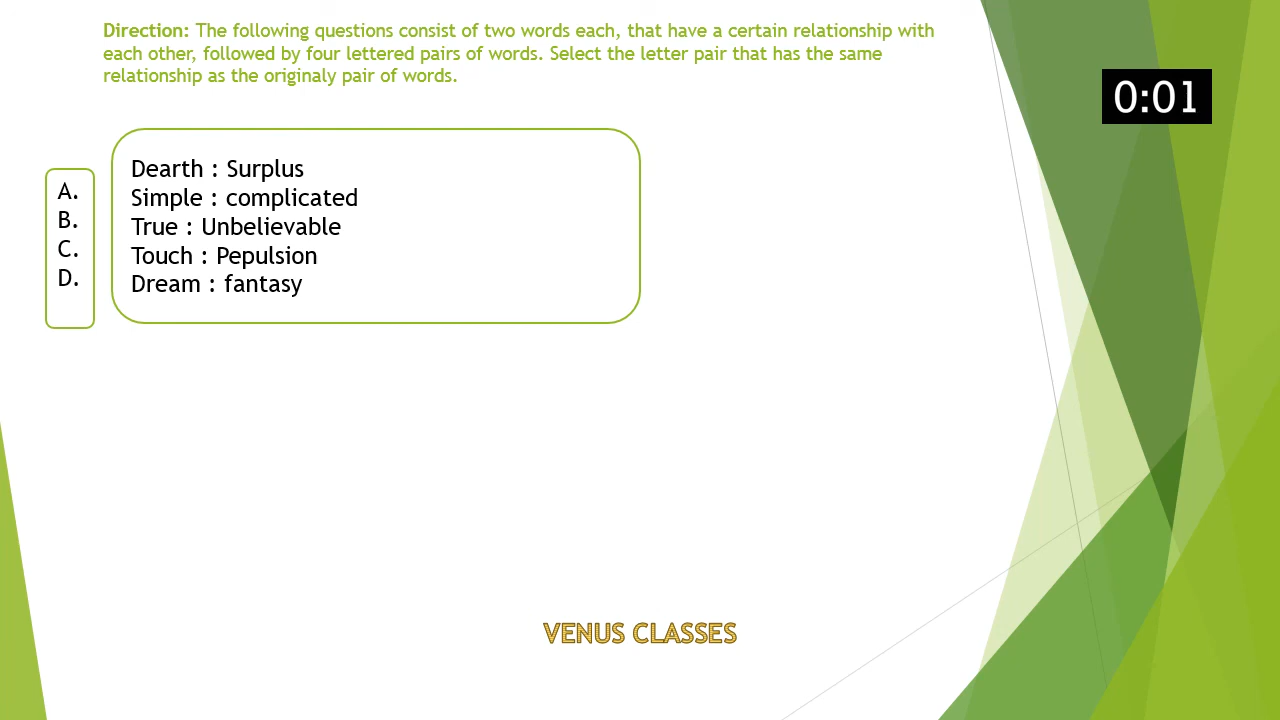 Direction: The following questions consist of two words each, that have a certain relationship with
each other, followed by four lettered pairs of words. Select the letter pair that has the same
relationship as the originaly pair of words.
0:01
Dearth : Surplus
A. Simple : complicated
B. True : Unbelievable
C. Touch : Pepulsion
D. Dream : fantasy
VENUS CLASSES